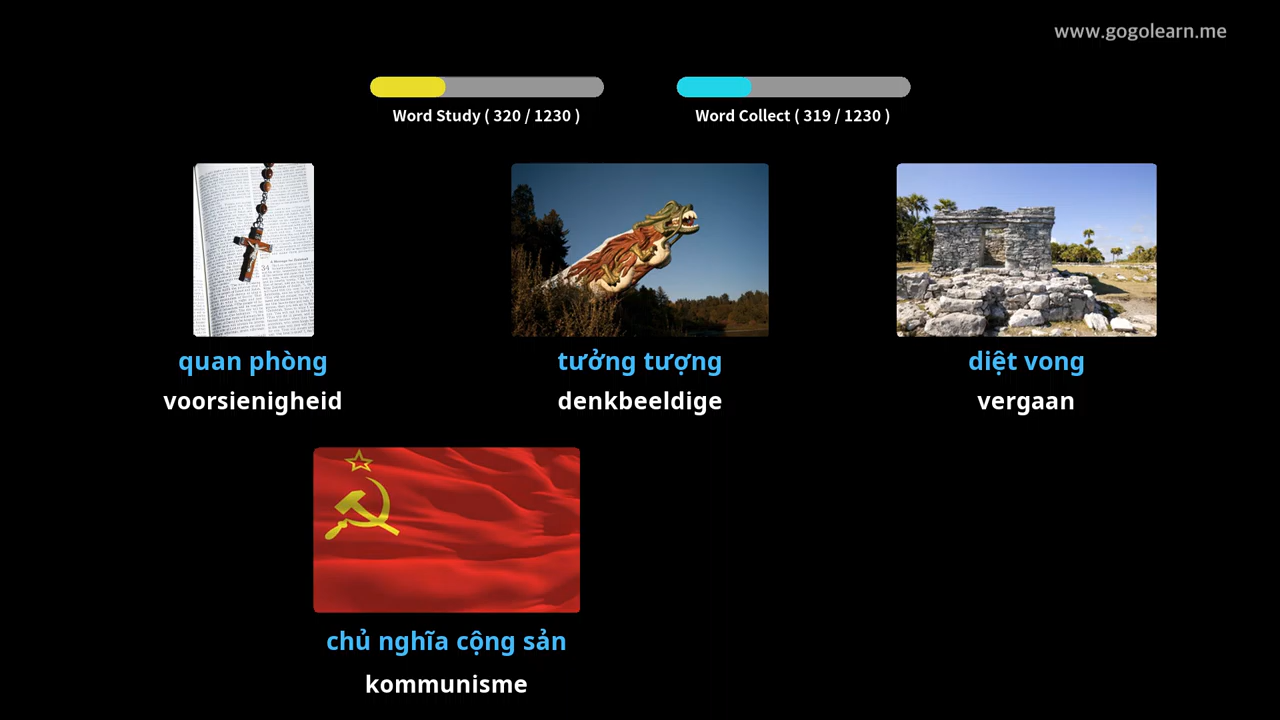 www.gogolearn.me
Word Study ( 320 / 1230 )
Word Collect ( 319 / 1230 )
quan phòng
tưởng tượng
diệt vong
voorsienigheid
denkbeeldige
vergaan
chủ nghĩa cộng sản
kommunisme